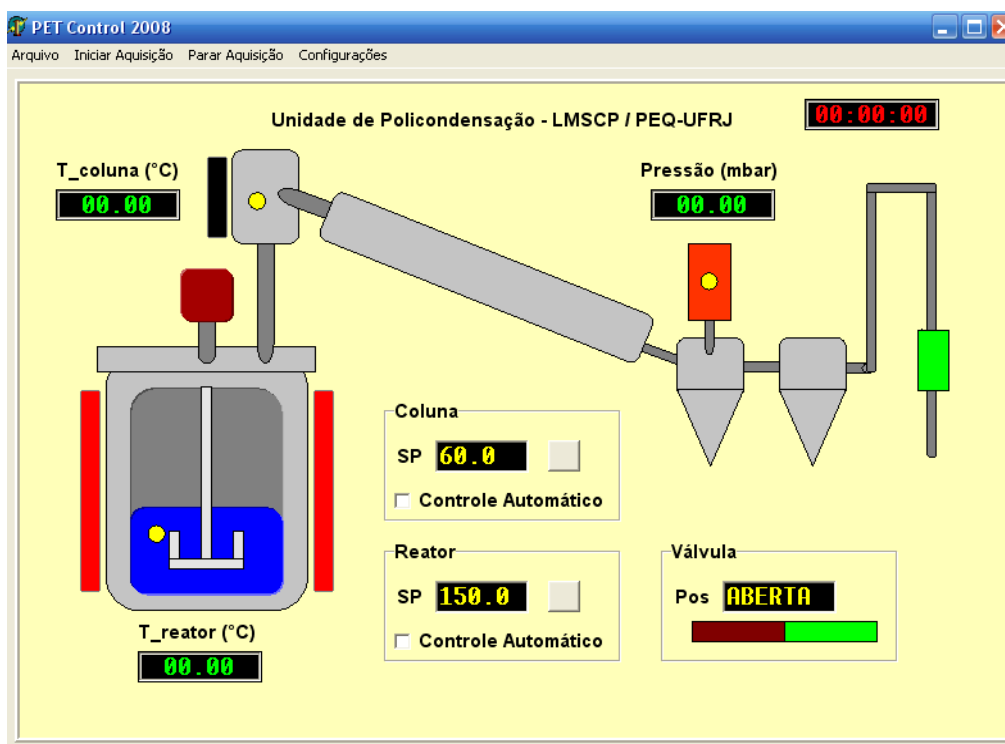 PET Control 2008
Arquivo Iniciar Aquisição Parar Aquisição Configurações
Unidade de Policondensação - LMSCP / PEQ-UFRJ
00:00:00
T_coluna (°C)
00.00
Pressão (mbar)
00.00
Coluna
SP 60.0
Controle Automático
Reator
SP 150.0
Controle Automático
Válvula
Pos ABERTA
T_reator (°C)
00.00